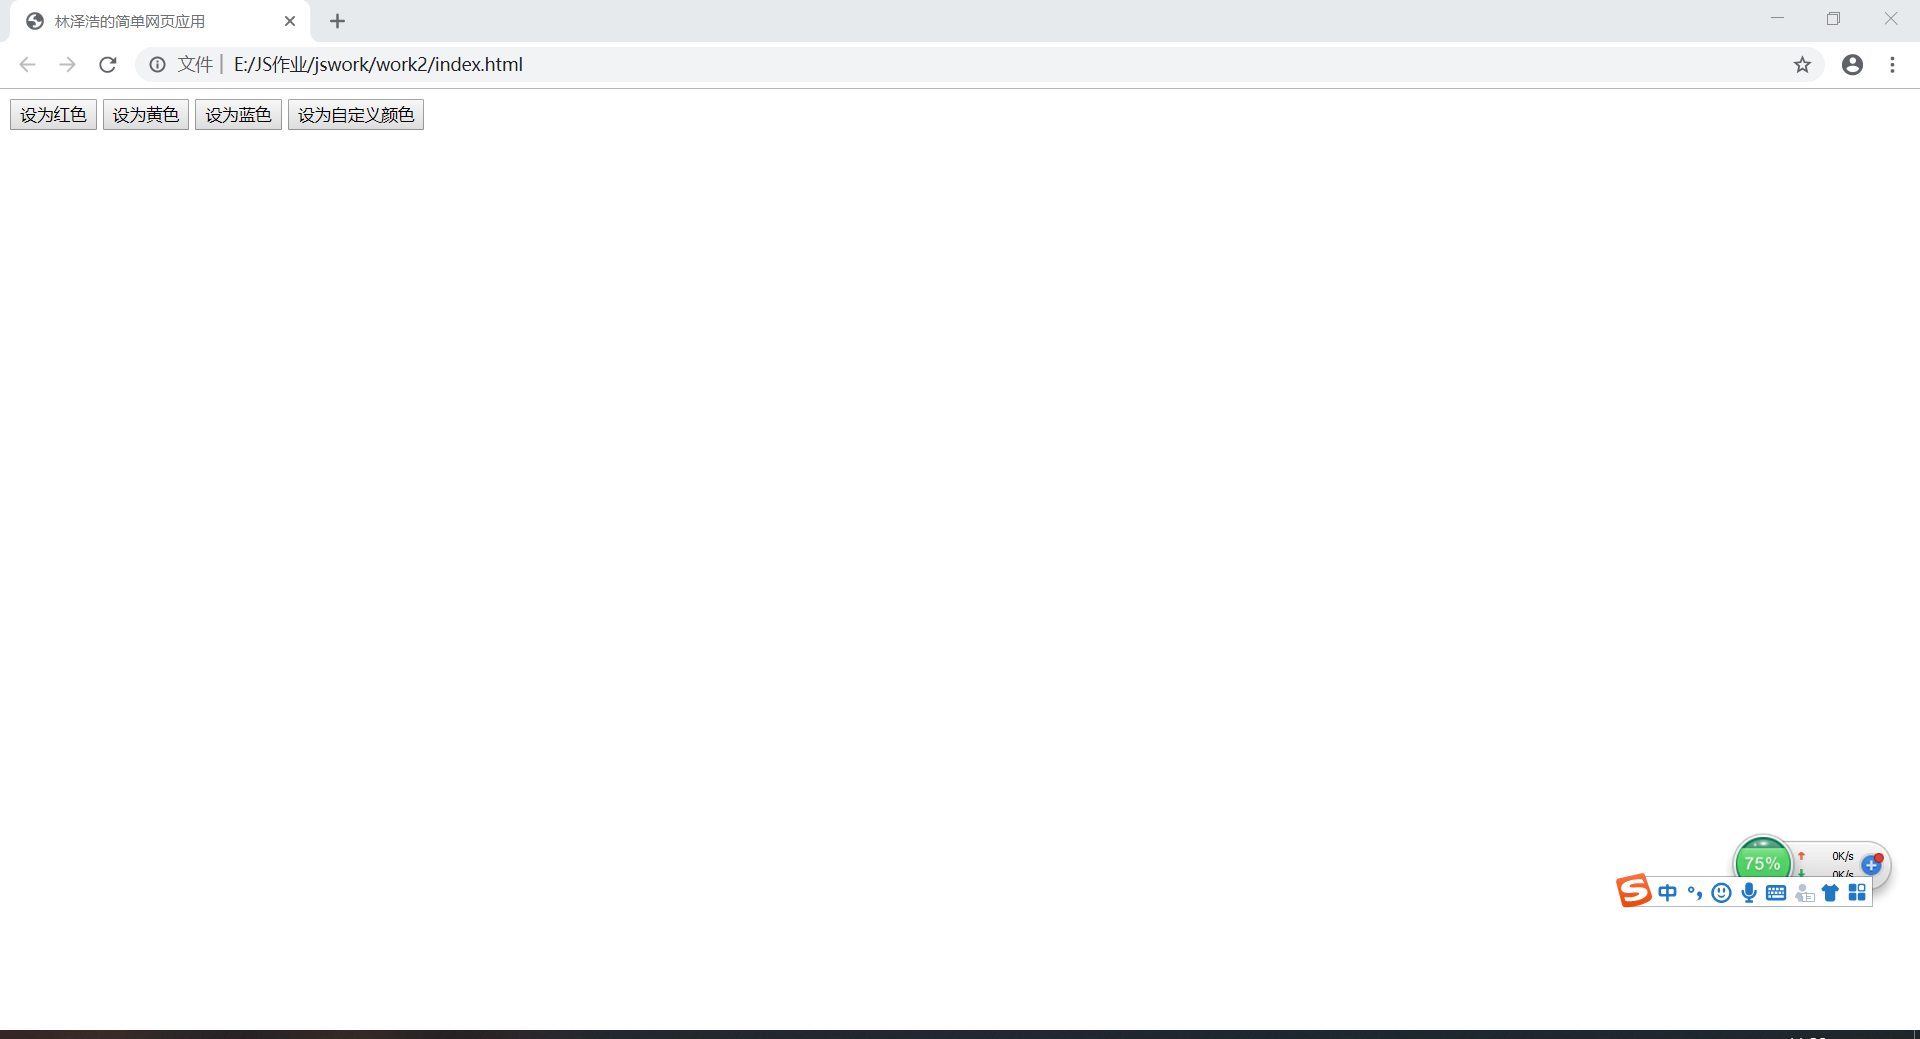 林泽浩的简单网页应用
文件 E:/JS作业/jswork/work2/index.html
设为红色 设为黄色 设为蓝色 设为自定义颜色
75% 0K/s
0K/s
中